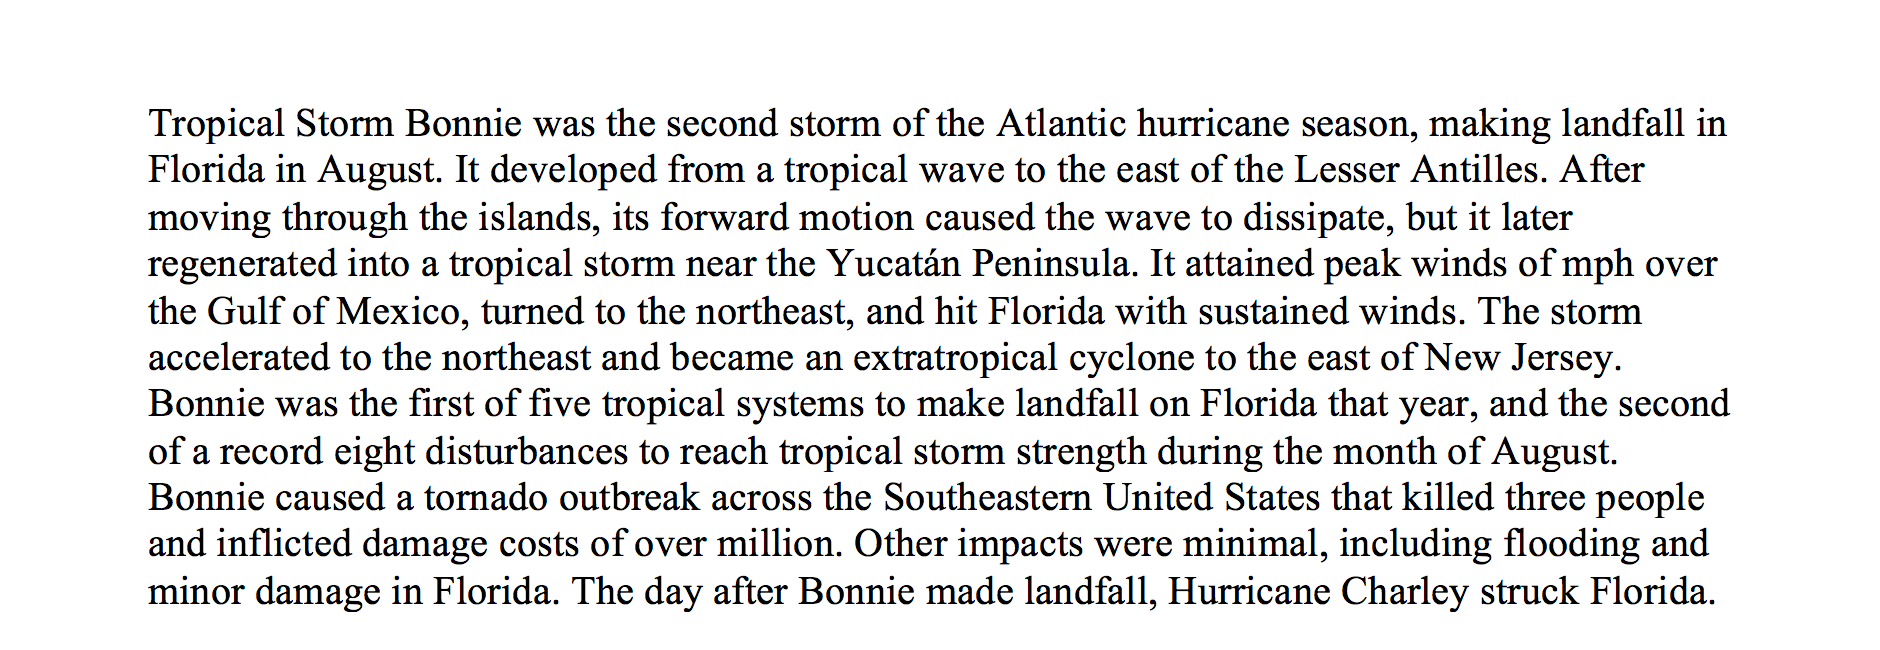 Tropical Storm Bonnie was the second storm of the Atlantic hurricane season, making landfall in
Florida in August. It developed from a tropical wave to the east of the Lesser Antilles. After
moving through the islands, its forward motion caused the wave to dissipate, but it later
regenerated into a tropical storm near the Yucatán Peninsula. It attained peak winds of mph over
the Gulf of Mexico, turned to the northeast, and hit Florida with sustained winds. The storm
accelerated to the northeast and became an extratropical cyclone to the east of New Jersey.
Bonnie was the first of five tropical systems to make landfall on Florida that year, and the second
of a record eight disturbances to reach tropical storm strength during the month of August.
Bonnie caused a tornado outbreak across the Southeastern United States that killed three people
and inflicted damage costs of over million. Other impacts were minimal, including flooding and
minor damage in Florida. The day after Bonnie made landfall, Hurricane Charley struck Florida.